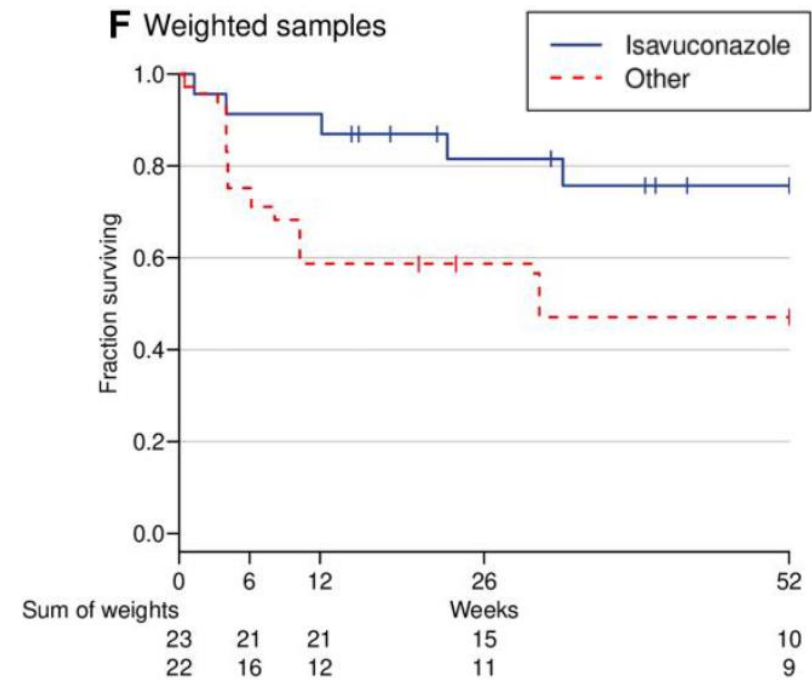 F Weighted samples
Isavuconazole
Other
1.0
0.8
0.6
0.4
0.2
0.0
Fraction surviving
0 6 12 26 52
Sum of weights Weeks
23 21 21 15 10
22 16 12 11 9